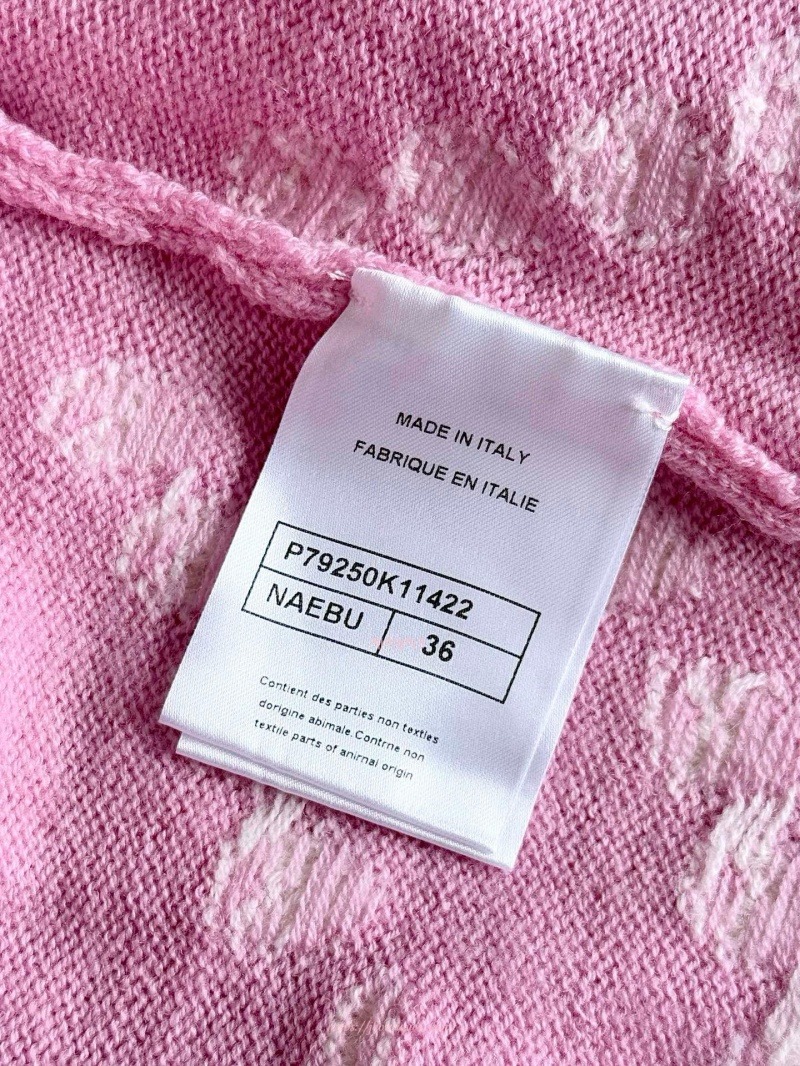 MADE IN ITALY
FABRIQUE EN ITALIE
P79250K11422
NAEBU 36
Contient des parties non texties
dorigine abimale.Contrne non
textile parts of anirnal origin